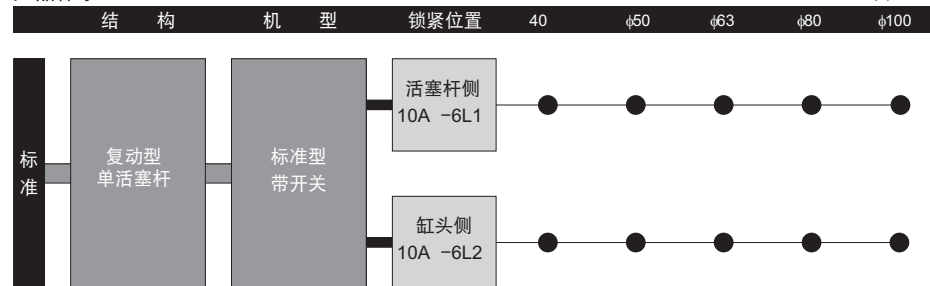 结 构 机 型 锁紧位置 40 φ50 φ63 φ80 φ100
标准
复动型
单活塞杆
标准型
带开关
活塞杆侧
10A -6L1
缸头侧
10A -6L2